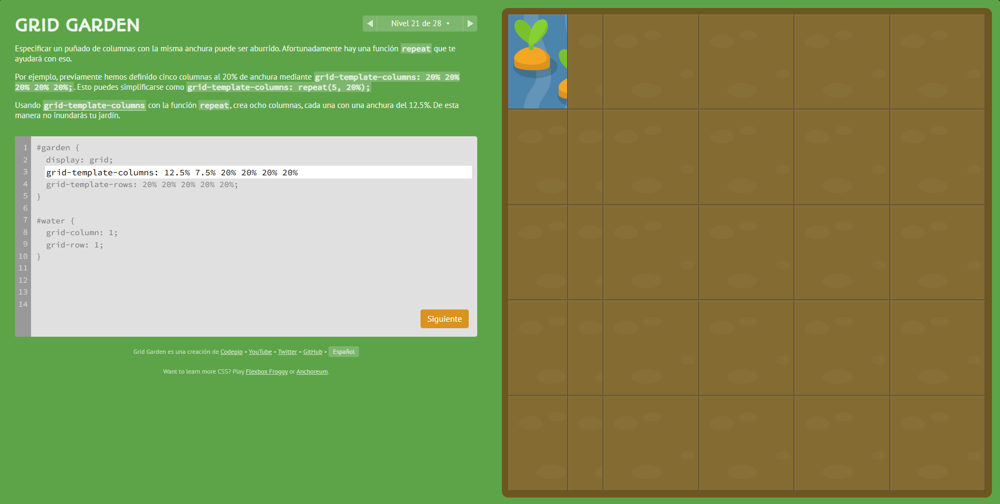 GRID GARDEN
◀ Nivel 21 de 28 ▾ ▶
Especificar un puñado de columnas con la misma anchura puede ser aburrido. Afortunadamente hay una función repeat que te
ayudará con eso.
Por ejemplo, previamente hemos definido cinco columnas al 20% de anchura mediante grid-template-columns: 20% 20%
20% 20% 20%;. Esto puedes simplificarse como grid-template-columns: repeat(5, 20%);
Usando grid-template-columns con la función repeat, crea ocho columnas, cada una con una anchura del 12.5%. De esta
manera no inundarás tu jardín.
1 #garden {
2 display: grid;
3 grid-template-columns: 12.5% 7.5% 20% 20% 20% 20%
4 grid-template-rows: 20% 20% 20% 20% 20%;
5 }
6
7 #water {
8 grid-column: 1;
9 grid-row: 1;
10 }
11
12
13
14
Siguiente
Grid Garden es una creación de Codepip • YouTube • Twitter • GitHub • Español
Want to learn more CSS? Play Flexbox Froggy or Anchoreum.